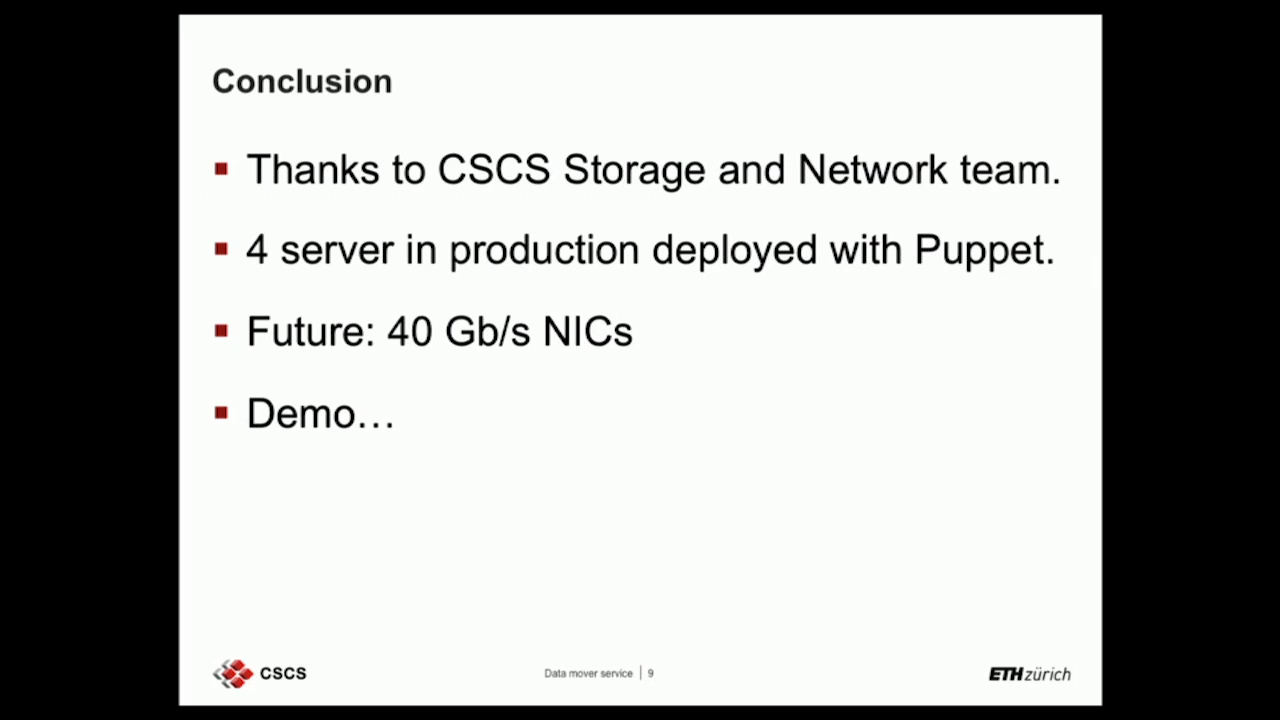 Conclusion
Thanks to CSCS Storage and Network team.
4 server in production deployed with Puppet.
Future: 40 Gb/s NICs
Demo…
CSCS
Data mover service | 9
ETH zürich